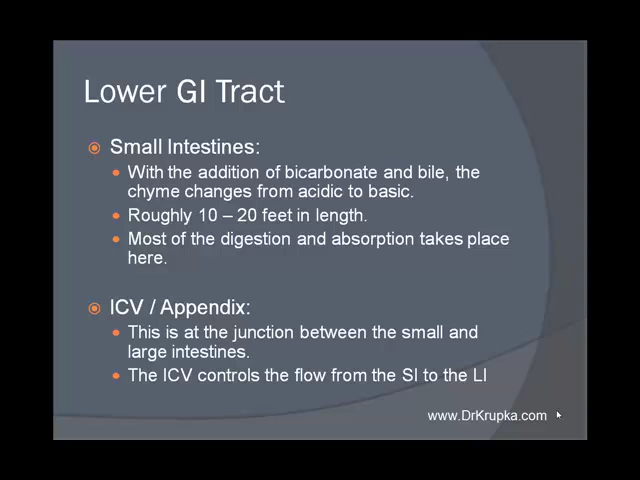 Lower GI Tract
Small Intestines:
With the addition of bicarbonate and bile, the
chyme changes from acidic to basic.
Roughly 10 – 20 feet in length.
Most of the digestion and absorption takes place
here.
ICV / Appendix:
This is at the junction between the small and
large intestines.
The ICV controls the flow from the SI to the LI
www.DrKrupka.com